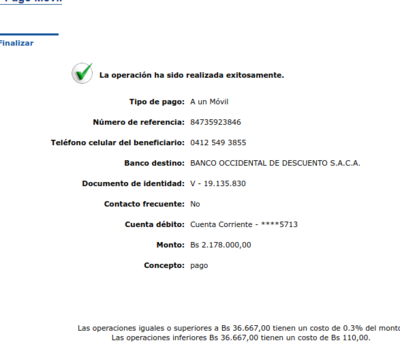 Pago Móvil
Finalizar
La operación ha sido realizada exitosamente.
Tipo de pago: A un Móvil
Número de referencia: 84735923846
Teléfono celular del beneficiario: 0412 549 3855
Banco destino: BANCO OCCIDENTAL DE DESCUENTO S.A.C.A.
Documento de identidad: V - 19.135.830
Contacto frecuente: No
Cuenta débito: Cuenta Corriente - ****5713
Monto: Bs 2.178.000,00
Concepto: pago
Las operaciones iguales o superiores a Bs 36.667,00 tienen un costo de 0.3% del monto
Las operaciones inferiores Bs 36.667,00 tienen un costo de Bs 110,00.